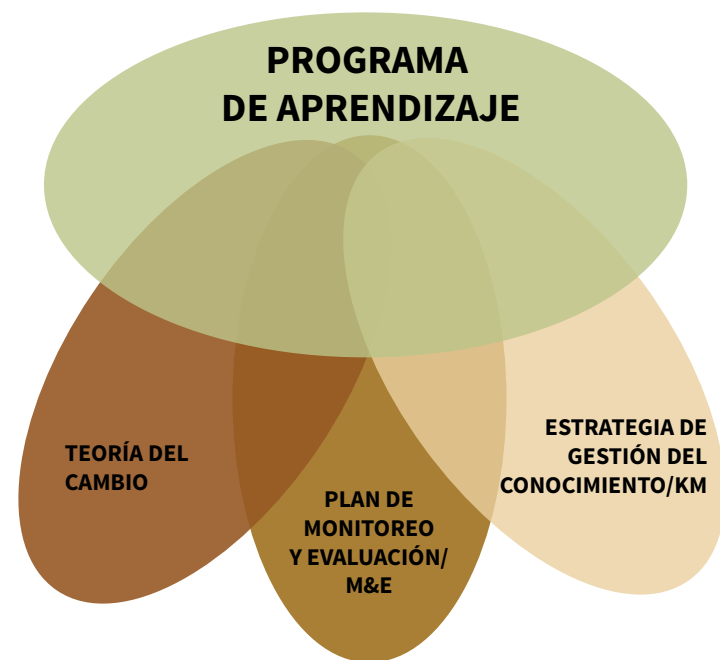 PROGRAMA
DE APRENDIZAJE
TEORÍA DEL
CAMBIO
PLAN DE
MONITOREO
Y EVALUACIÓN/
M&E
ESTRATEGIA DE
GESTIÓN DEL
CONOCIMIENTO/KM